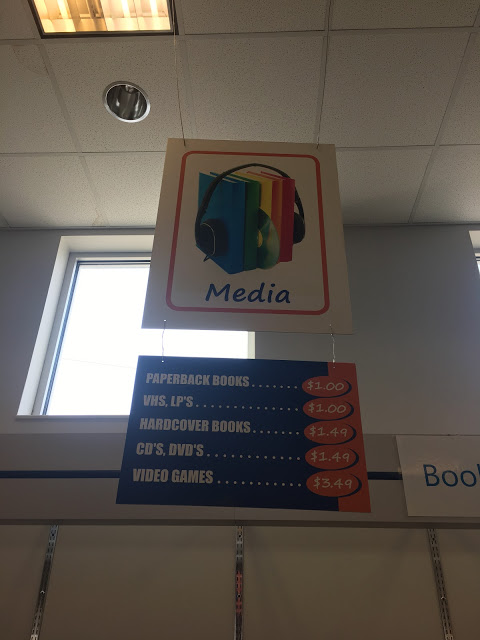 Media
PAPERBACK BOOKS....... $1.00
VHS, LP'S............... $1.00
HARDCOVER BOOKS...... $1.49
CD'S, DVD'S............. $1.49
VIDEO GAMES........... $3.49